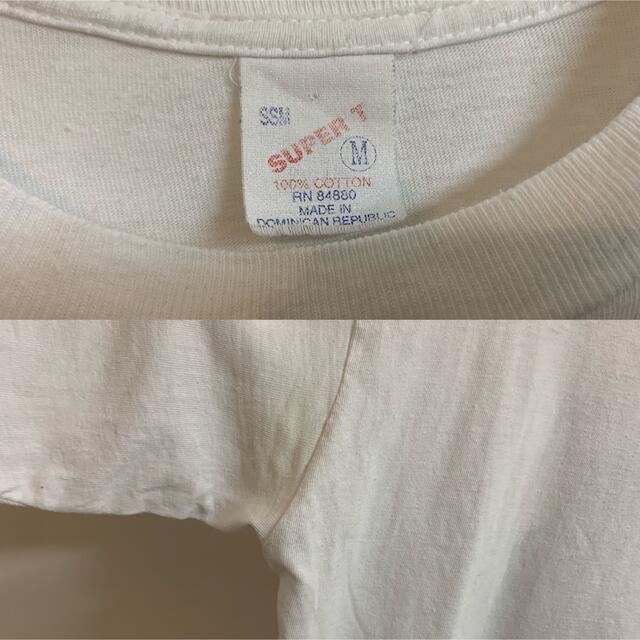 SSM
SUPER T
M
100% COTTON
RN 84880
MADE IN
DOMINICAN REPUBLIC